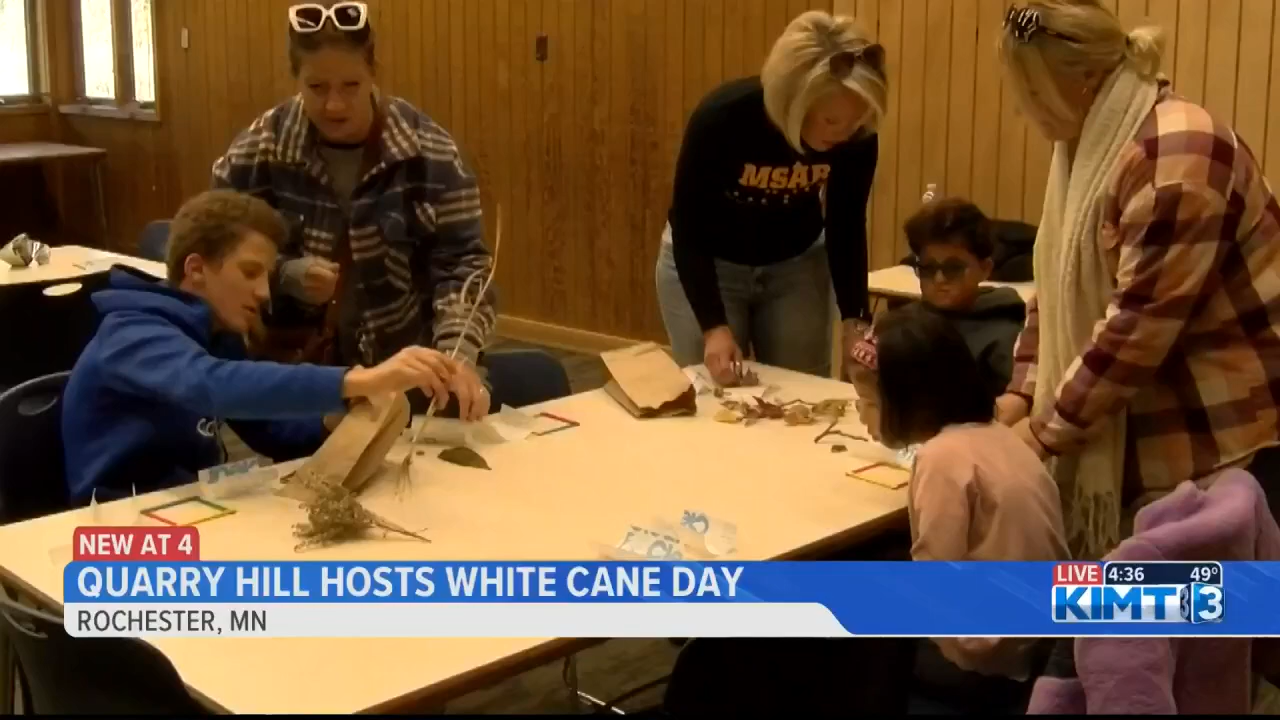 MSAB
NEW AT 4
QUARRY HILL HOSTS WHITE CANE DAY
ROCHESTER, MN
LIVE 4:36 49°
KIMT 3